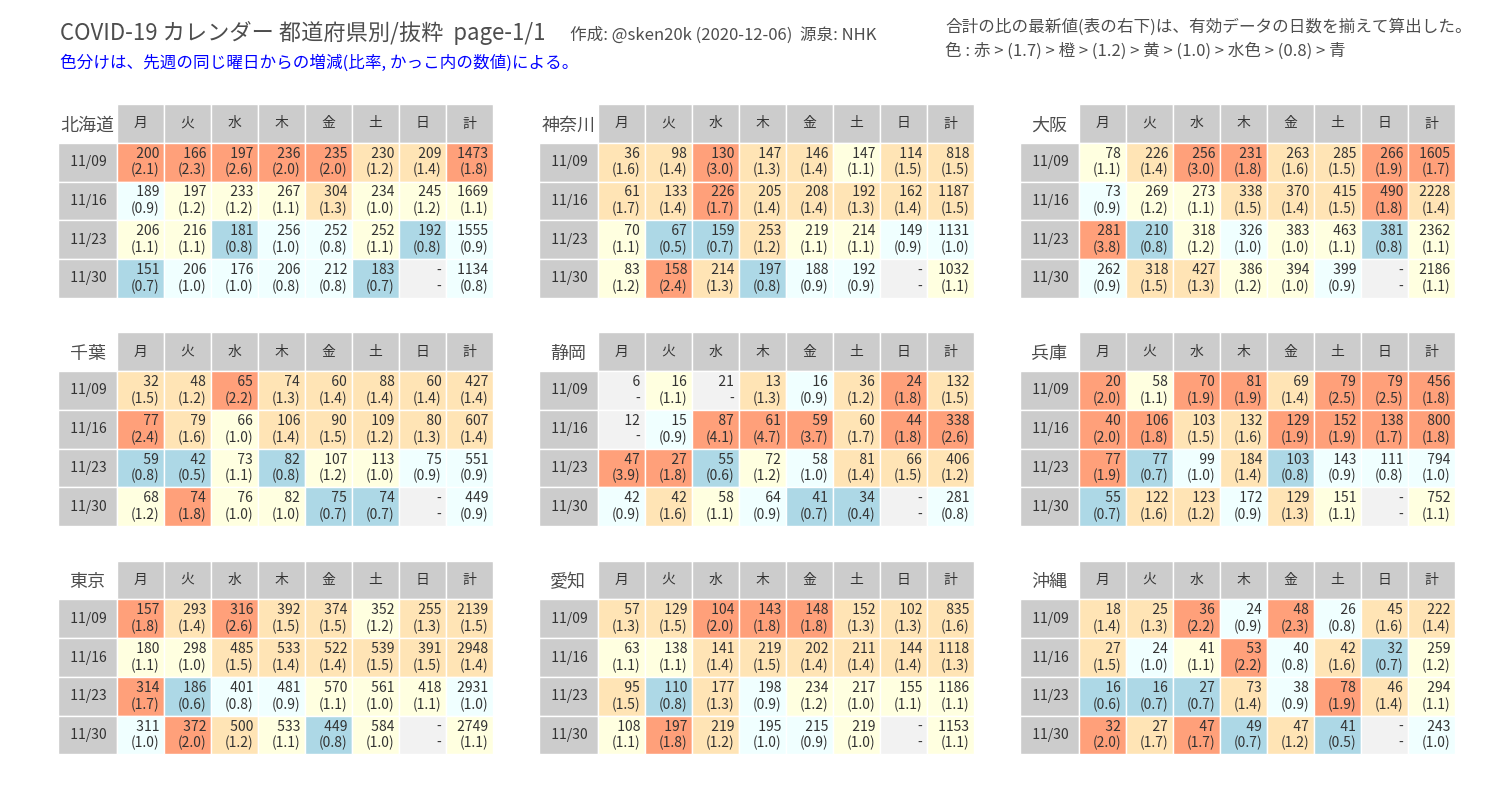 COVID-19 カレンダー 都道府県別/抜粋 page-1/1 作成: @sken20k (2020-12-06) 源泉: NHK
合計の比の最新値(表の右下)は、有効データの日数を揃えて算出した。
色分けは、先週の同じ曜日からの増減(比率, かっこ内の数値)による。
色 : 赤 > (1.7) > 橙 > (1.2) > 黄 > (1.0) > 水色 > (0.8) > 青
北海道 月 火 水 木 金 土 日 計
11/09 200 166 197 236 235 230 209 1473
(2.1) (2.3) (2.6) (2.0) (2.0) (1.2) (1.4) (1.8)
11/16 189 197 233 267 304 234 245 1669
(0.9) (1.2) (1.2) (1.1) (1.3) (1.0) (1.2) (1.1)
11/23 206 216 181 256 252 252 192 1555
(1.1) (1.1) (0.8) (1.0) (0.8) (1.1) (0.8) (0.9)
11/30 151 206 176 206 212 183 - 1134
(0.7) (1.0) (1.0) (0.8) (0.8) (0.7) - (0.8)
神奈川 月 火 水 木 金 土 日 計
11/09 36 98 130 147 146 147 114 818
(1.6) (1.4) (3.0) (1.3) (1.4) (1.1) (1.5) (1.5)
11/16 61 133 226 205 208 192 162 1187
(1.7) (1.4) (1.7) (1.4) (1.4) (1.3) (1.4) (1.5)
11/23 70 67 159 253 219 214 149 1131
(1.1) (0.5) (0.7) (1.2) (1.1) (1.1) (0.9) (1.0)
11/30 83 158 214 197 188 192 - 1032
(1.2) (2.4) (1.3) (0.8) (0.9) (0.9) - (1.1)
大阪 月 火 水 木 金 土 日 計
11/09 78 226 256 231 263 285 266 1605
(1.1) (1.4) (3.0) (1.8) (1.6) (1.5) (1.9) (1.7)
11/16 73 269 273 338 370 415 490 2228
(0.9) (1.2) (1.1) (1.5) (1.4) (1.5) (1.8) (1.4)
11/23 281 210 318 326 383 463 381 2362
(3.8) (0.8) (1.2) (1.0) (1.0) (1.1) (0.8) (1.1)
11/30 262 318 427 386 394 399 - 2186
(0.9) (1.5) (1.3) (1.2) (1.0) (0.9) - (1.1)
千葉 月 火 水 木 金 土 日 計
11/09 32 48 65 74 60 88 60 427
(1.5) (1.2) (2.2) (1.3) (1.4) (1.4) (1.4) (1.4)
11/16 77 79 66 106 90 109 80 607
(2.4) (1.6) (1.0) (1.4) (1.5) (1.2) (1.3) (1.4)
11/23 59 42 73 82 107 113 75 551
(0.8) (0.5) (1.1) (0.8) (1.2) (1.0) (0.9) (0.9)
11/30 68 74 76 82 75 74 - 449
(1.2) (1.8) (1.0) (1.0) (0.7) (0.7) - (0.9)
静岡 月 火 水 木 金 土 日 計
11/09 6 16 21 13 16 36 24 132
- (1.1) - (1.3) (0.9) (1.2) (1.8) (1.5)
11/16 12 15 87 61 59 60 44 338
- (0.9) (4.1) (4.7) (3.7) (1.7) (1.8) (2.6)
11/23 47 27 55 72 58 81 66 406
(3.9) (1.8) (0.6) (1.2) (1.0) (1.4) (1.5) (1.2)
11/30 42 42 58 64 41 34 - 281
(0.9) (1.6) (1.1) (0.9) (0.7) (0.4) - (0.8)
兵庫 月 火 水 木 金 土 日 計
11/09 20 58 70 81 69 79 79 456
(2.0) (1.1) (1.9) (1.9) (1.4) (2.5) (2.5) (1.8)
11/16 40 106 103 132 129 152 138 800
(2.0) (1.8) (1.5) (1.6) (1.9) (1.9) (1.7) (1.8)
11/23 77 77 99 184 103 143 111 794
(1.9) (0.7) (1.0) (1.4) (0.8) (0.9) (0.8) (1.0)
11/30 55 122 123 172 129 151 - 752
(0.7) (1.6) (1.2) (0.9) (1.3) (1.1) - (1.1)
東京 月 火 水 木 金 土 日 計
11/09 157 293 316 392 374 352 255 2139
(1.8) (1.4) (2.6) (1.5) (1.5) (1.2) (1.3) (1.5)
11/16 180 298 485 533 522 539 391 2948
(1.1) (1.0) (1.5) (1.4) (1.4) (1.5) (1.5) (1.4)
11/23 314 186 401 481 570 561 418 2931
(1.7) (0.6) (0.8) (0.9) (1.1) (1.0) (1.1) (1.0)
11/30 311 372 500 533 449 584 - 2749
(1.0) (2.0) (1.2) (1.1) (0.8) (1.0) - (1.1)
愛知 月 火 水 木 金 土 日 計
11/09 57 129 104 143 148 152 102 835
(1.3) (1.5) (2.0) (1.8) (1.8) (1.3) (1.3) (1.6)
11/16 63 138 141 219 202 211 144 1118
(1.1) (1.1) (1.4) (1.5) (1.4) (1.4) (1.4) (1.3)
11/23 95 110 177 198 234 217 155 1186
(1.5) (0.8) (1.3) (0.9) (1.2) (1.0) (1.1) (1.1)
11/30 108 197 219 195 215 219 - 1153
(1.1) (1.8) (1.2) (1.0) (0.9) (1.0) - (1.1)
沖縄 月 火 水 木 金 土 日 計
11/09 18 25 36 24 48 26 45 222
(1.4) (1.3) (2.2) (0.9) (2.3) (0.8) (1.6) (1.4)
11/16 27 24 41 53 40 42 32 259
(1.5) (1.0) (1.1) (2.2) (0.8) (1.6) (0.7) (1.2)
11/23 16 16 27 73 38 78 46 294
(0.6) (0.7) (0.7) (1.4) (0.9) (1.9) (1.4) (1.1)
11/30 32 27 47 49 47 41 - 243
(2.0) (1.7) (1.7) (0.7) (1.2) (0.5) - (1.0)